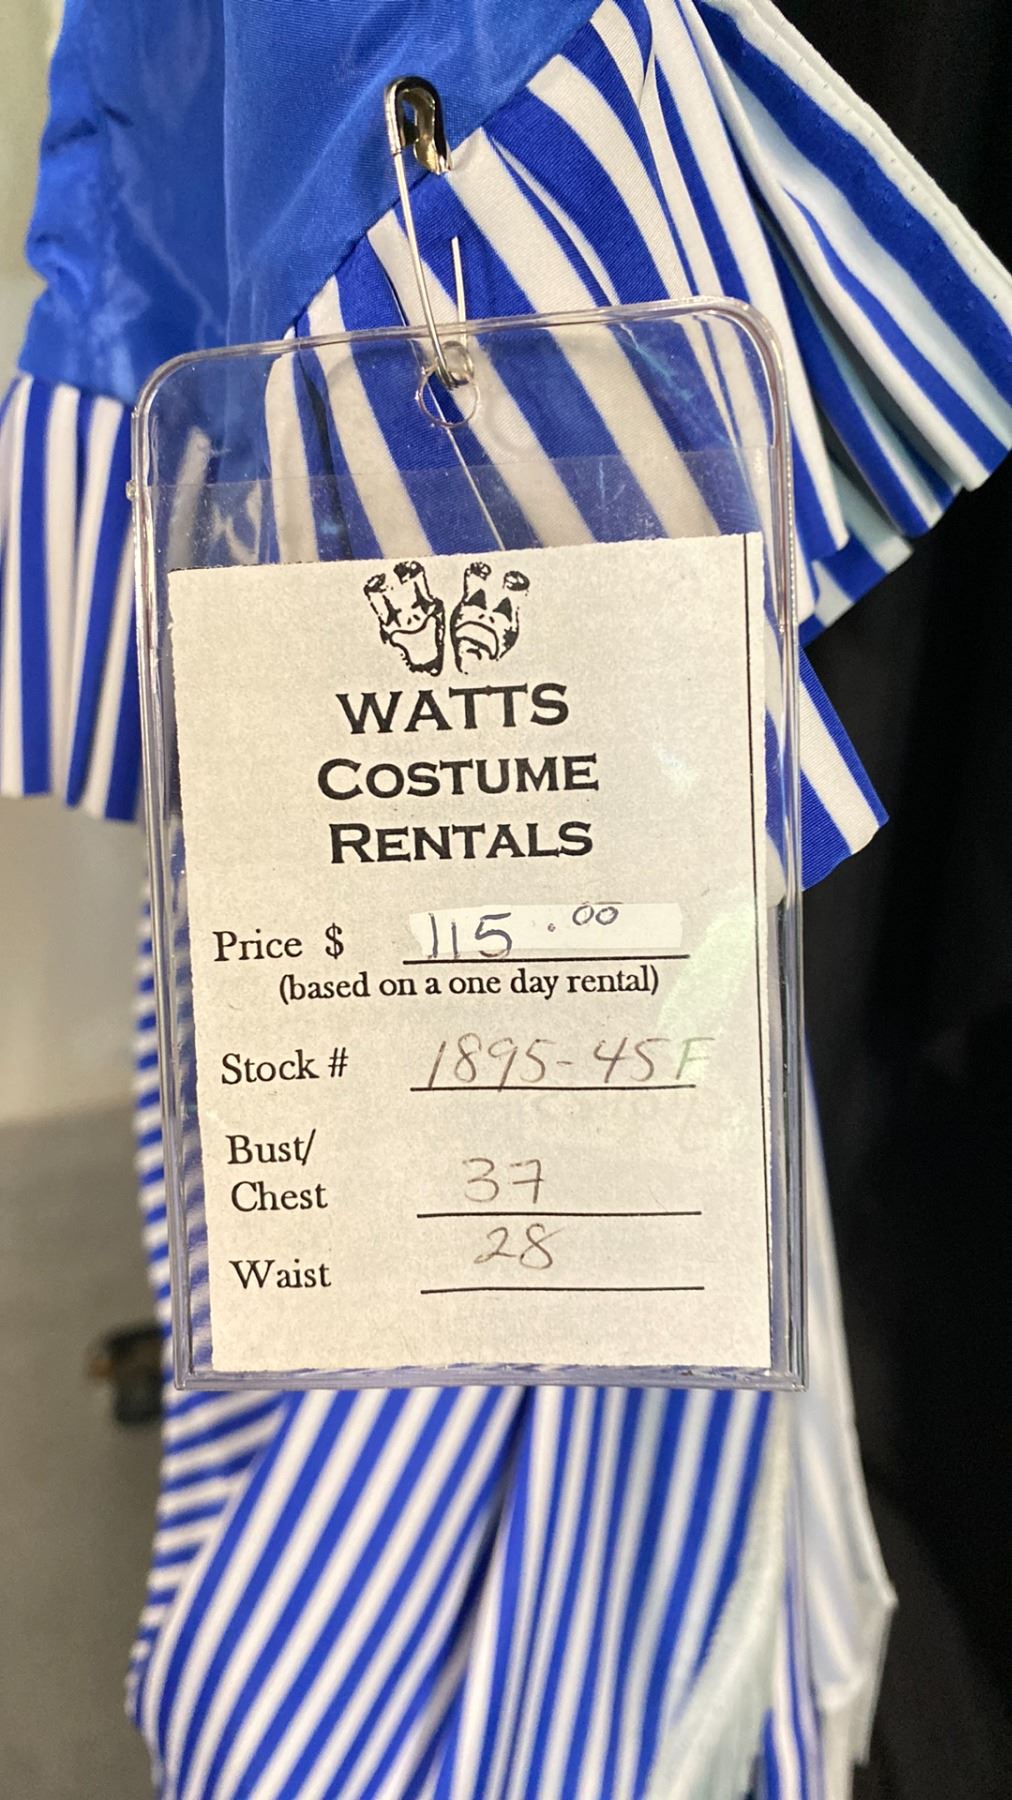 WATTS
COSTUME
RENTALS
Price $ 115.00
(based on a one day rental)
Stock # 1895-45F
Bust/
Chest 37
Waist 28